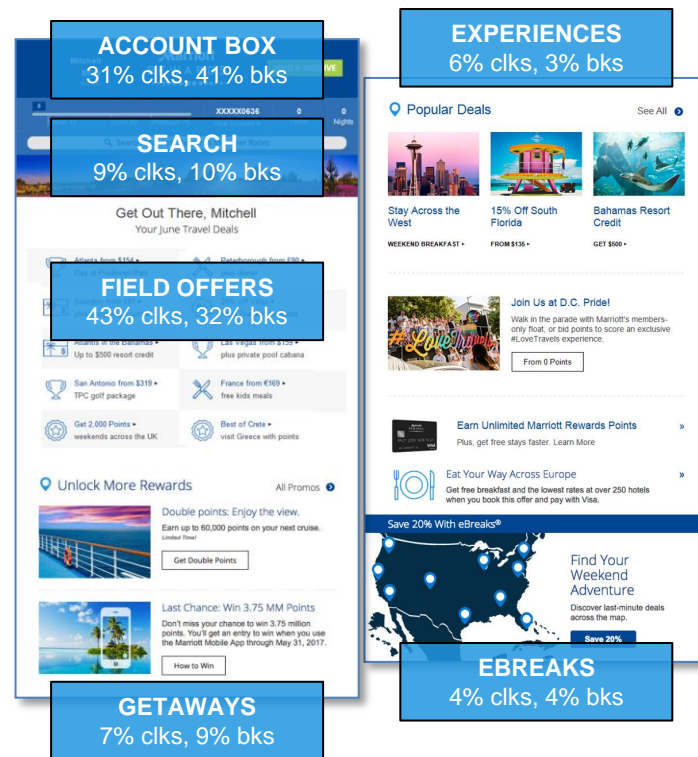 ACCOUNT BOX
31% clks, 41% bks
Mitchell
XXXXX0636 0 0
Nights
SEARCH
9% clks, 10% bks
Get Out There, Mitchell
Your June Travel Deals
Atlanta from $154 ▸
Peterborough from £90 ▸
FIELD OFFERS
43% clks, 32% bks
Atlantis in the Bahamas ▸
Up to $500 resort credit
Las Vegas from $159 ▸
plus private pool cabana
San Antonio from $319 ▸
TPC golf package
France from €169 ▸
free kids meals
Get 2,000 Points ▸
weekends across the UK
Best of Crete ▸
visit Greece with points
Unlock More Rewards
All Promos
Double points: Enjoy the view.
Earn up to 60,000 points on your next cruise.
Limited Time!
Get Double Points
Last Chance: Win 3.75 MM Points
Don't miss your chance to win 3.75 million
points. You'll get an entry to win when you use
the Marriott Mobile App through May 31, 2017.
How to Win
GETAWAYS
7% clks, 9% bks
EXPERIENCES
6% clks, 3% bks
Popular Deals
See All
Stay Across the
West
WEEKEND BREAKFAST ▸
15% Off South
Florida
FROM $135 ▸
Bahamas Resort
Credit
GET $500 ▸
#LoveTravels
Join Us at D.C. Pride!
Walk in the parade with Marriott's members-
only float, or bid points to score an exclusive
#LoveTravels experience.
From 0 Points
VISA
Earn Unlimited Marriott Rewards Points »
Plus, get free stays faster. Learn More
Eat Your Way Across Europe »
Get free breakfast and the lowest rates at over 250 hotels
when you book this offer and pay with Visa.
Save 20% With eBreaks®
Find Your
Weekend
Adventure
Discover last-minute deals
across the map.
Save 20%
EBREAKS
4% clks, 4% bks